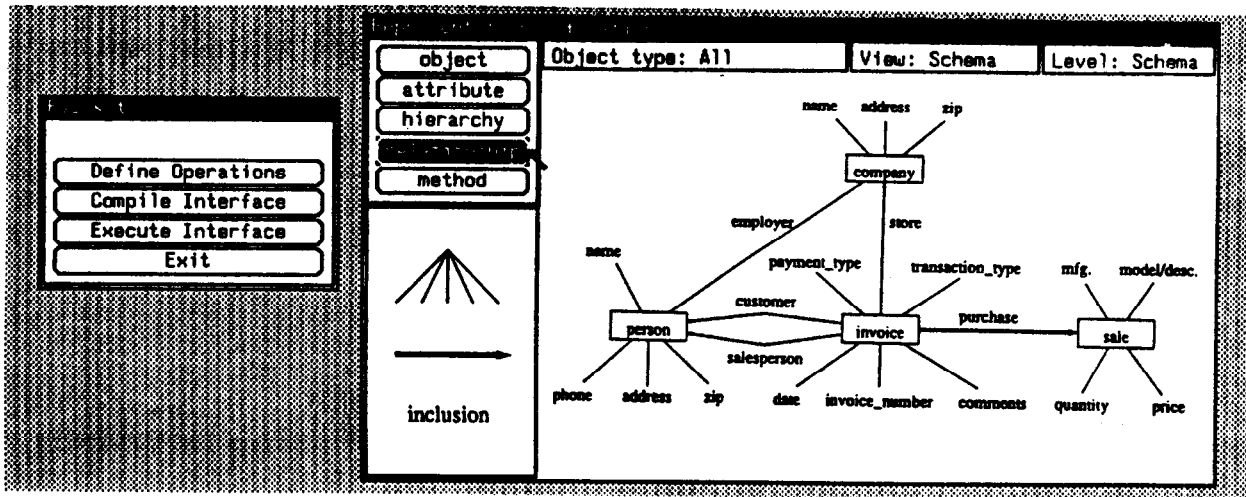 Define Operations
Compile Interface
Execute Interface
Exit
object
attribute
hierarchy
method
inclusion
Object type: All
View: Schema
Level: Schema
name address zip
company
employer store
name
payment_type transaction_type mfg. model/desc.
customer
purchase
person invoice sale
salesperson
phone address zip date invoice_number comments quantity price